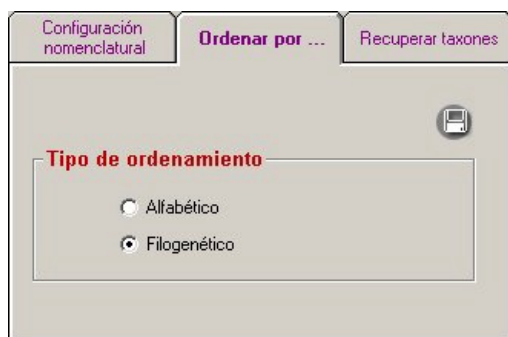 Configuración
nomenclatural
Ordenar por ...
Recuperar taxones
Tipo de ordenamiento
Alfabético
Filogenético